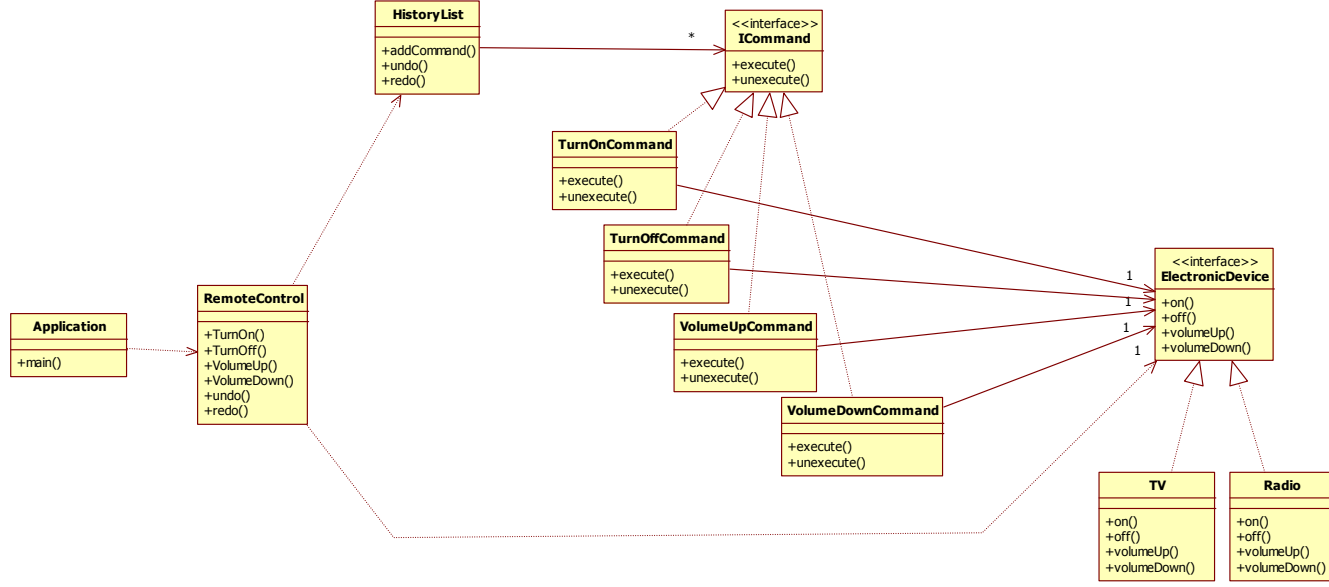 HistoryList
+addCommand()
+undo()
+redo()
*
<<interface>>
ICommand
+execute()
+unexecute()
TurnOnCommand
+execute()
+unexecute()
TurnOffCommand
+execute()
+unexecute()
VolumeUpCommand
+execute()
+unexecute()
VolumeDownCommand
+execute()
+unexecute()
Application
+main()
RemoteControl
+TurnOn()
+TurnOff()
+VolumeUp()
+VolumeDown()
+undo()
+redo()
1
1
1
1
<<interface>>
ElectronicDevice
+on()
+off()
+volumeUp()
+volumeDown()
TV
+on()
+off()
+volumeUp()
+volumeDown()
Radio
+on()
+off()
+volumeUp()
+volumeDown()